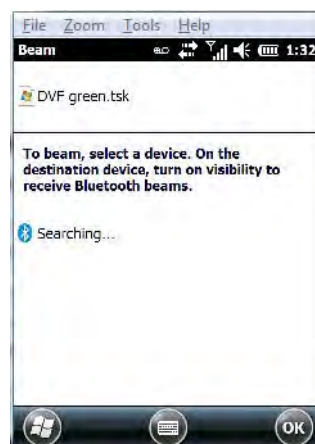 File Zoom Tools Help
Beam 1:32
DVF green.tsk
To beam, select a device. On the
destination device, turn on visibility to
receive Bluetooth beams.
Searching...
OK